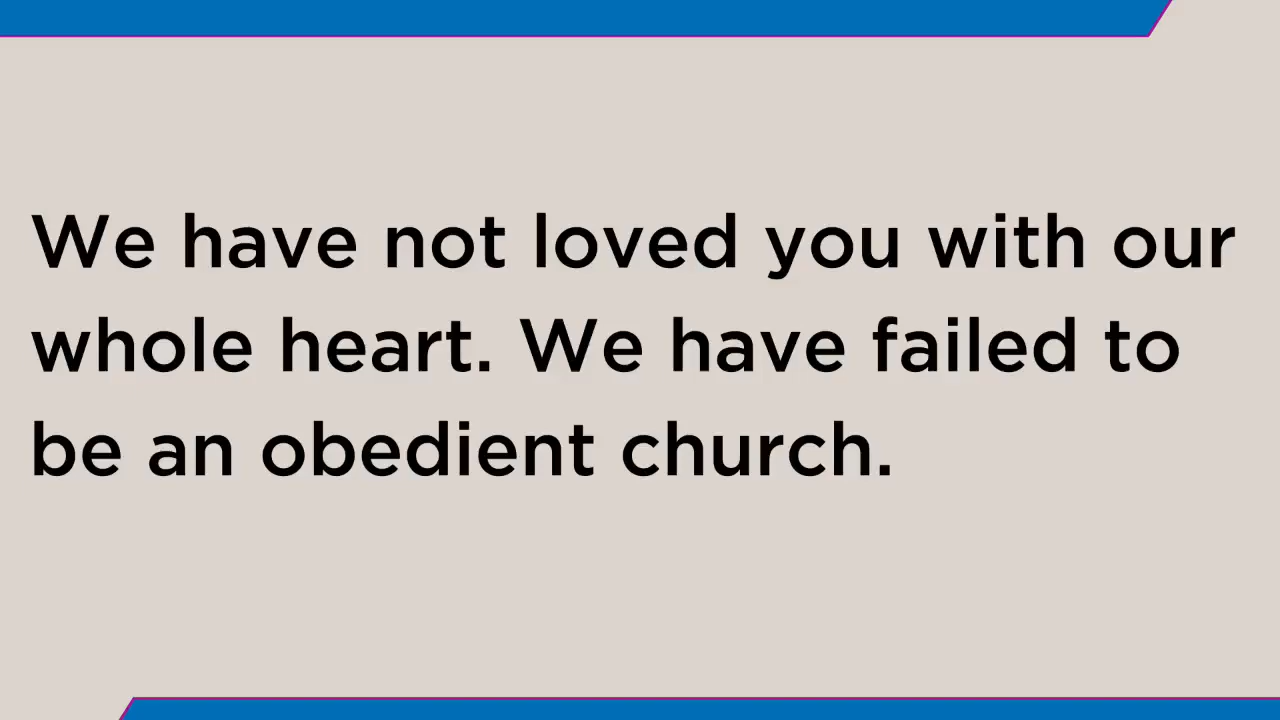 We have not loved you with our
whole heart. We have failed to
be an obedient church.